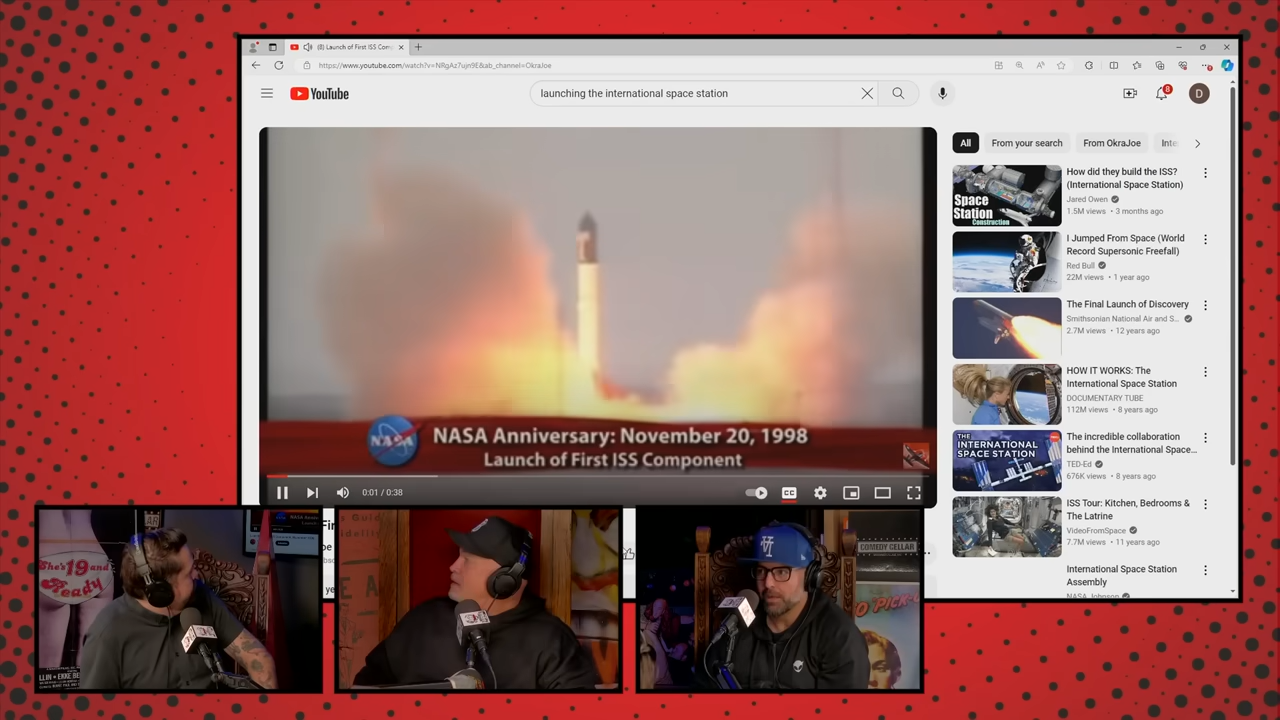 (8) Launch of First ISS Com
https://www.youtube.com/watch?v=NRgAz7ujn9E&ab_channel=OkraJoe
YouTube
launching the international space station
8
D
NASA
NASA Anniversary: November 20, 1998
Launch of First ISS Component
0:01 / 0:38
CC
All
From your search
From OkraJoe
Inte
How did they build the ISS?
(International Space Station)
Jared Owen
1.5M views • 3 months ago
Space
Station
Construction
I Jumped From Space (World
Record Supersonic Freefall)
Red Bull
22M views • 1 year ago
The Final Launch of Discovery
Smithsonian National Air and S...
2.7M views • 12 years ago
HOW IT WORKS: The
International Space Station
DOCUMENTARY TUBE
112M views • 8 years ago
THE
INTERNATIONAL
SPACE STATION
The incredible collaboration
behind the International Space...
TED-Ed
676K views • 8 years ago
ISS Tour: Kitchen, Bedrooms &
The Latrine
VideoFromSpace
7.7M views • 11 years ago
International Space Station
Assembly
NASA Johnson
She's 19 and
Ready
COMEDY CELLAR